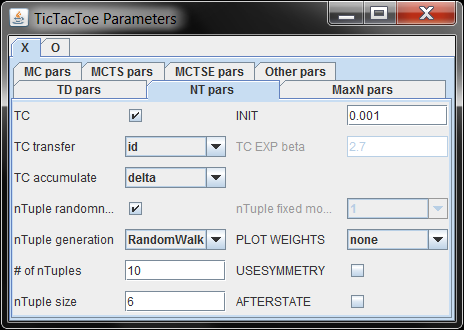 TicTacToe Parameters
X O
MC pars MCTS pars MCTSE pars Other pars
TD pars NT pars MaxN pars
TC INIT 0.001
TC transfer id TC EXP beta 2.7
TC accumulate delta
nTuple randomn... nTuple fixed mo... 1
nTuple generation RandomWalk PLOT WEIGHTS none
# of nTuples 10 USESYMMETRY
nTuple size 6 AFTERSTATE